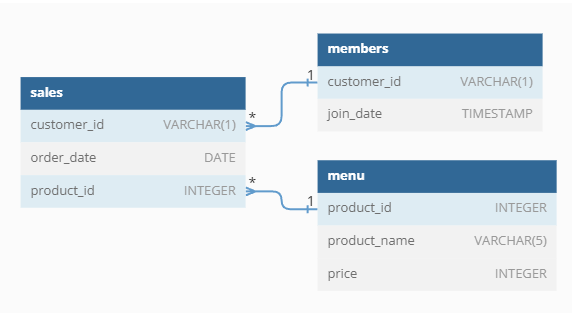 sales
customer_id VARCHAR(1)
order_date DATE
product_id INTEGER
*
1
*
1
members
customer_id VARCHAR(1)
join_date TIMESTAMP
menu
product_id INTEGER
product_name VARCHAR(5)
price INTEGER